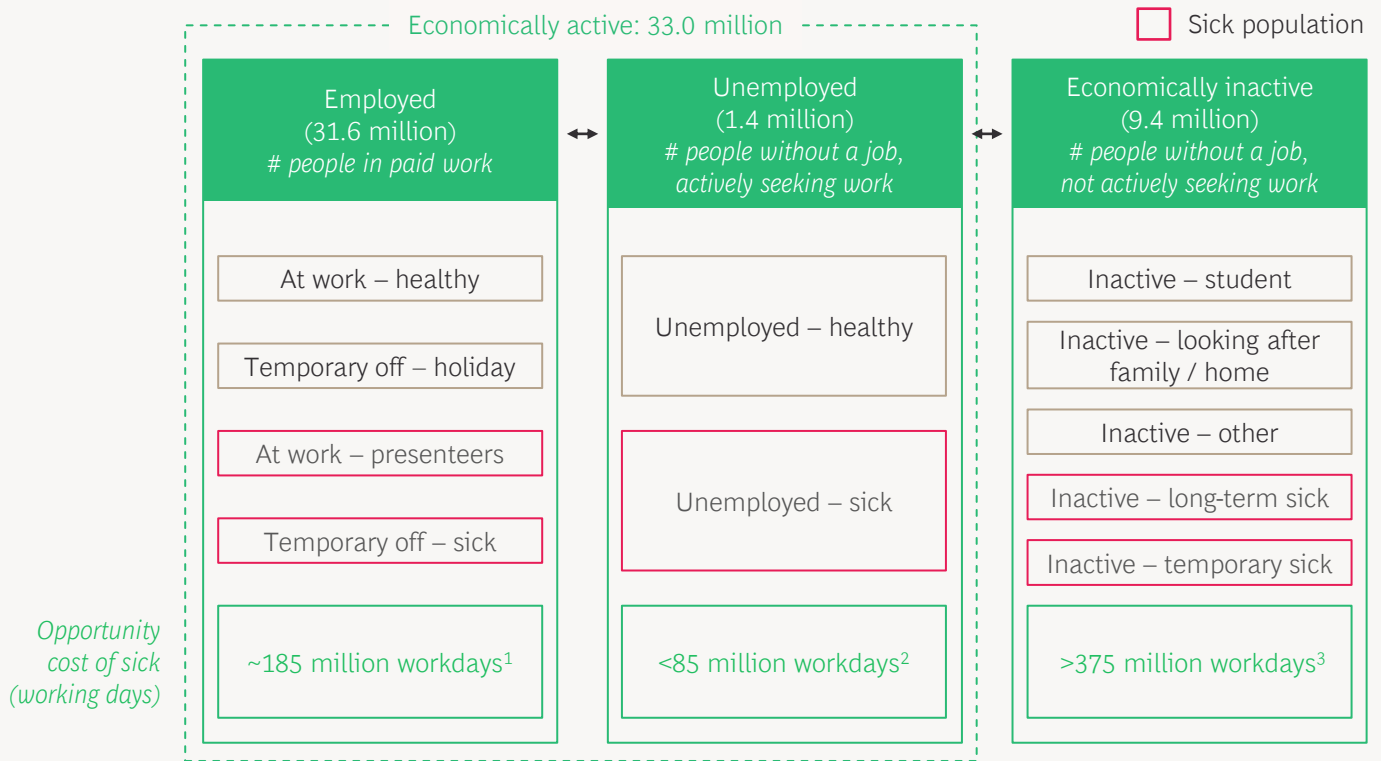 Economically active: 33.0 million
Sick population
Employed
(31.6 million)
# people in paid work
Unemployed
(1.4 million)
# people without a job,
actively seeking work
Economically inactive
(9.4 million)
# people without a job,
not actively seeking work
At work – healthy
Temporary off – holiday
At work – presenteers
Temporary off – sick
Unemployed – healthy
Unemployed – sick
Inactive – student
Inactive – looking after
family / home
Inactive – other
Inactive – long-term sick
Inactive – temporary sick
Opportunity
cost of sick
(working days)
~185 million workdays¹
<85 million workdays²
>375 million workdays³